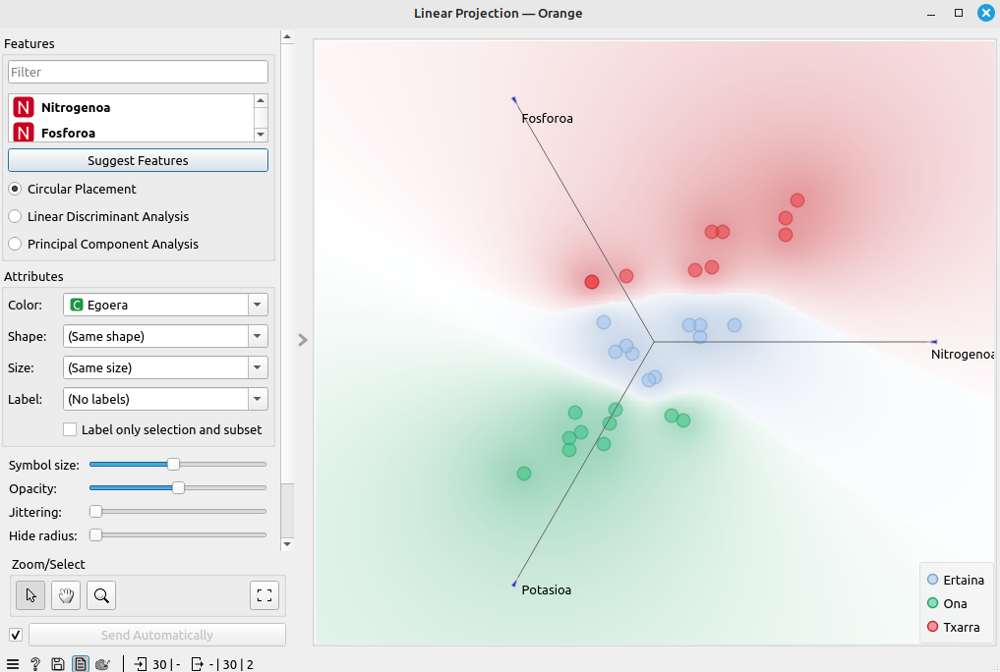 Linear Projection — Orange
Features
Filter
N Nitrogenoa
N Fosforoa
Suggest Features
Circular Placement
Linear Discriminant Analysis
Principal Component Analysis
Attributes
Color: C Egoera
Shape: (Same shape)
Size: (Same size)
Label: (No labels)
Label only selection and subset
Symbol size:
Opacity:
Jittering:
Hide radius:
Zoom/Select
Send Automatically
? 30 | - - | 30 | 2
Fosforoa
Nitrogenoa
Potasioa
Ertaina
Ona
Txarra